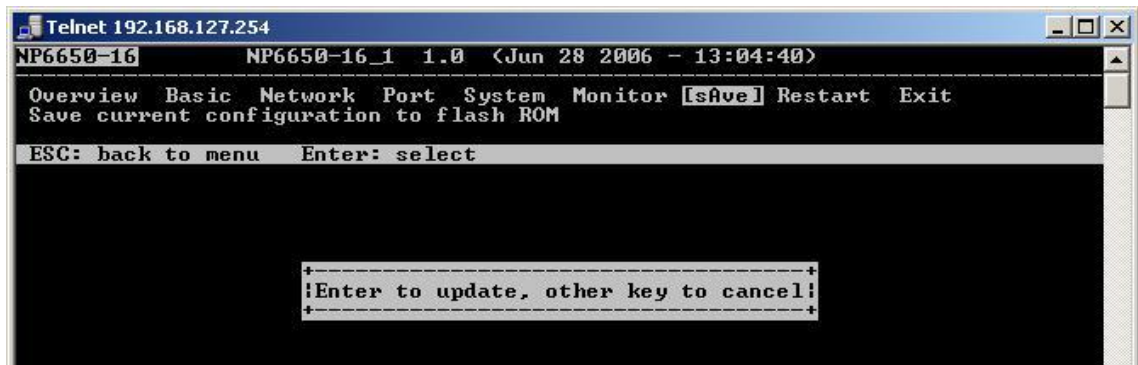 Telnet 192.168.127.254
NP6650-16 NP6650-16_1 1.0 (Jun 28 2006 - 13:04:40)
Overview Basic Network Port System Monitor [sAve] Restart Exit
Save current configuration to flash ROM
ESC: back to menu Enter: select
Enter to update, other key to cancel